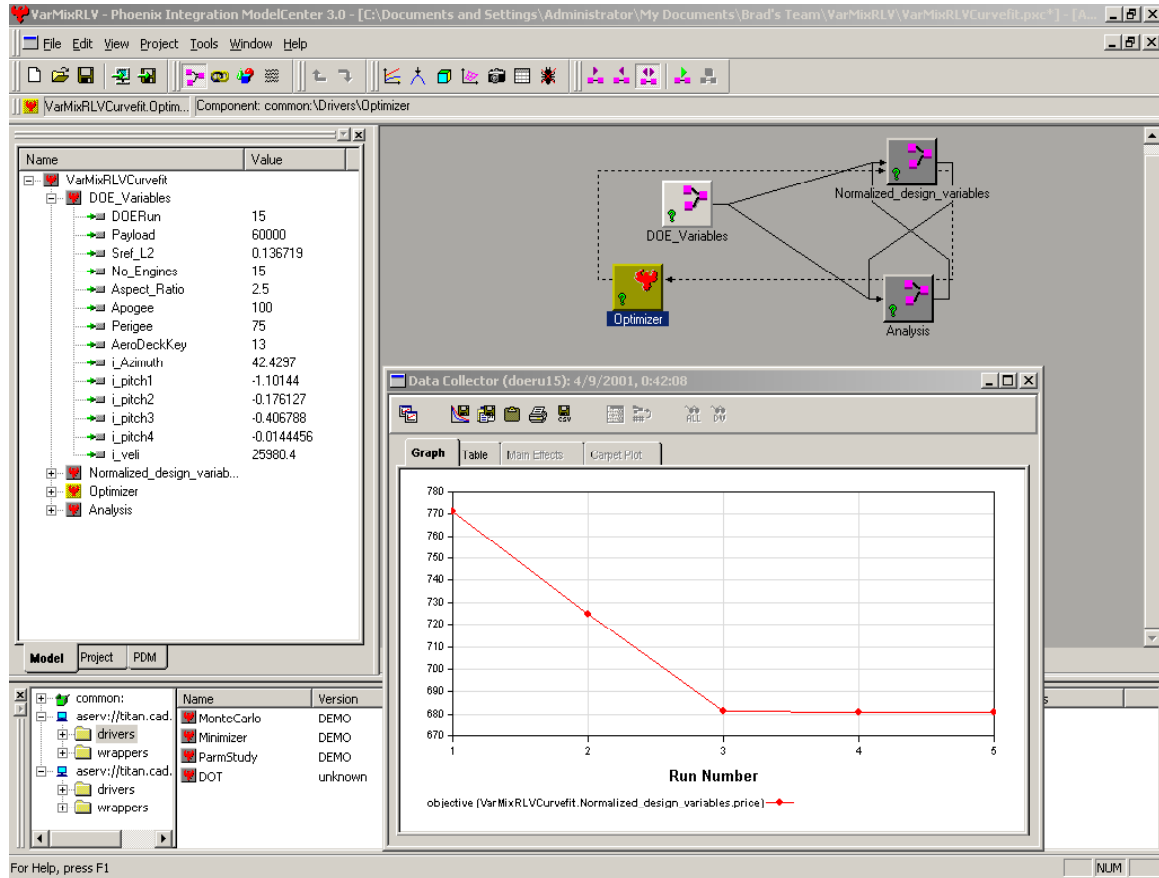 VarMixRLV - Phoenix Integration ModelCenter 3.0 - [C:\Documents and Settings\Administrator\My Documents\Brad's Team\VarMixRLV\VarMixRLVCurvefit.pxc*] - [A...
File Edit View Project Tools Window Help
VarMixRLVCurvefit.Optim... Component: common:\Drivers\Optimizer
Name Value
VarMixRLVCurvefit
DOE_Variables
DOERun 15
Payload 60000
Sref_L2 0.136719
No_Engines 15
Aspect_Ratio 2.5
Apogee 100
Perigee 75
AeroDeckKey 13
i_Azimuth 42.4297
i_pitch1 -1.10144
i_pitch2 -0.176127
i_pitch3 -0.406788
i_pitch4 -0.0144456
i_veli 25980.4
Normalized_design_variab...
Optimizer
Analysis
Model Project PDM
Normalized_design_variables
DOE_Variables
Optimizer
Analysis
Data Collector (doeru15): 4/9/2001, 0:42:08
CSV ALL DV
Graph Table Main Effects Carpet Plot
780
770
760
750
740
730
720
710
700
690
680
670
1 2 3 4 5
Run Number
objective (VarMixRLVCurvefit.Normalized_design_variables.price)
common:
aserv://titan.cad.
drivers
wrappers
aserv://titan.cad.
drivers
wrappers
Name Version
MonteCarlo DEMO
Minimizer DEMO
ParmStudy DEMO
DOT unknown
s
For Help, press F1
NUM